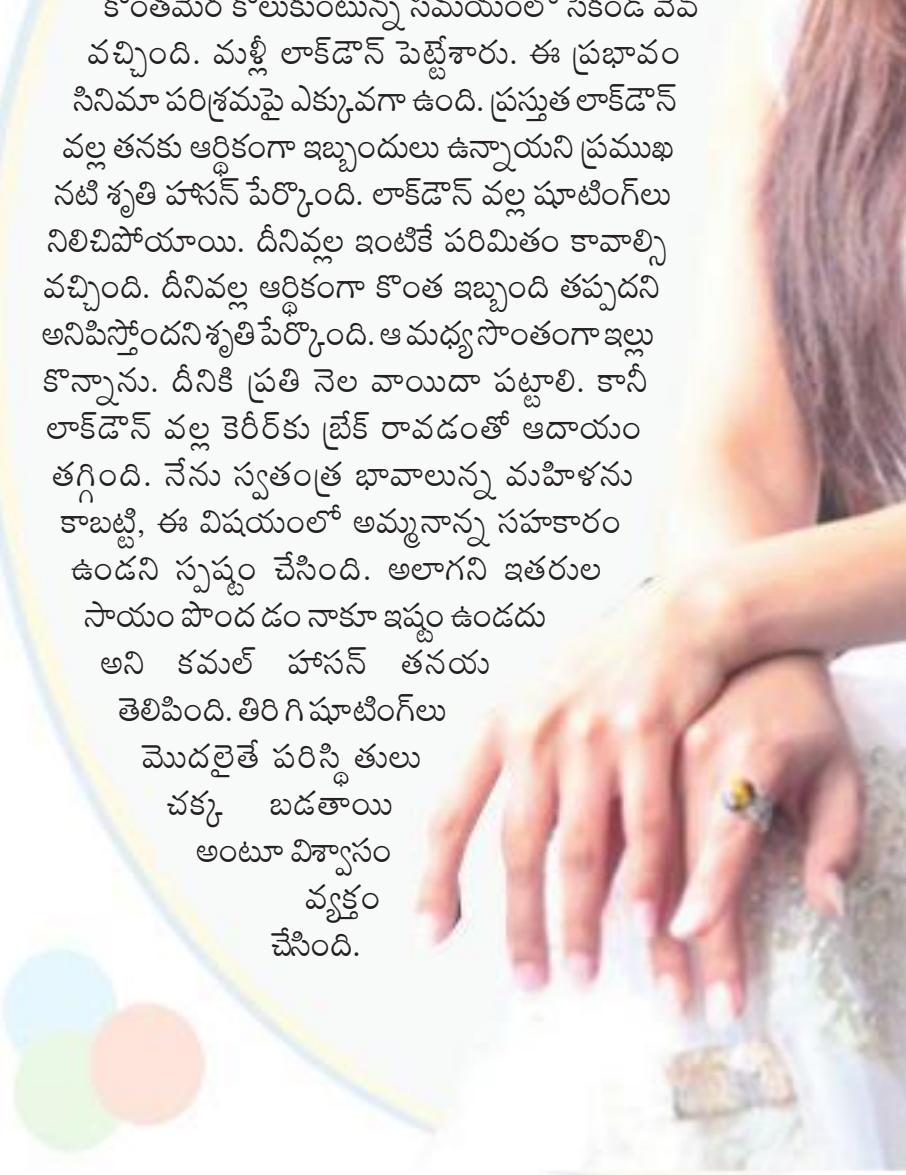 కొంతమేర కోలుకుంటున్న సమయంలో సెకండ్ వేవ్
వచ్చింది. మళ్లీ లాక్‌డౌన్ పెట్టేశారు. ఈ ప్రభావం
సినిమా పరిశ్రమపై ఎక్కువగా ఉంది. ప్రస్తుత లాక్‌డౌన్
వల్ల తనకు ఆర్థికంగా ఇబ్బందులు ఉన్నాయని ప్రముఖ
నటి శృతి హాసన్ పేర్కొంది. లాక్‌డౌన్ వల్ల షూటింగ్‌లు
నిలిచిపోయాయి. దీనివల్ల ఇంటికే పరిమితం కావాల్సి
వచ్చింది. దీనివల్ల ఆర్థికంగా కొంత ఇబ్బంది తప్పదని
అనిపిస్తోందని శృతి పేర్కొంది. ఆ మధ్య సొంతంగా ఇల్లు
కొన్నాను. దీనికి ప్రతి నెల వాయిదా పట్టాలి. కానీ
లాక్‌డౌన్ వల్ల కెరీర్‌కు బ్రేక్ రావడంతో ఆదాయం
తగ్గింది. నేను స్వతంత్ర భావాలున్న మహిళను
కాబట్టి, ఈ విషయంలో అమ్మనాన్న సహకారం
ఉండని స్పష్టం చేసింది. అలాగని ఇతరుల
సాయం పొంద డం నాకూ ఇష్టం ఉండదు
అని కమల్ హాసన్ తనయ
తెలిపింది. తిరి గి షూటింగ్‌లు
మొదలైతే పరిస్థి తులు
చక్క బడతాయి
అంటూ విశ్వాసం
వ్యక్తం
చేసింది.